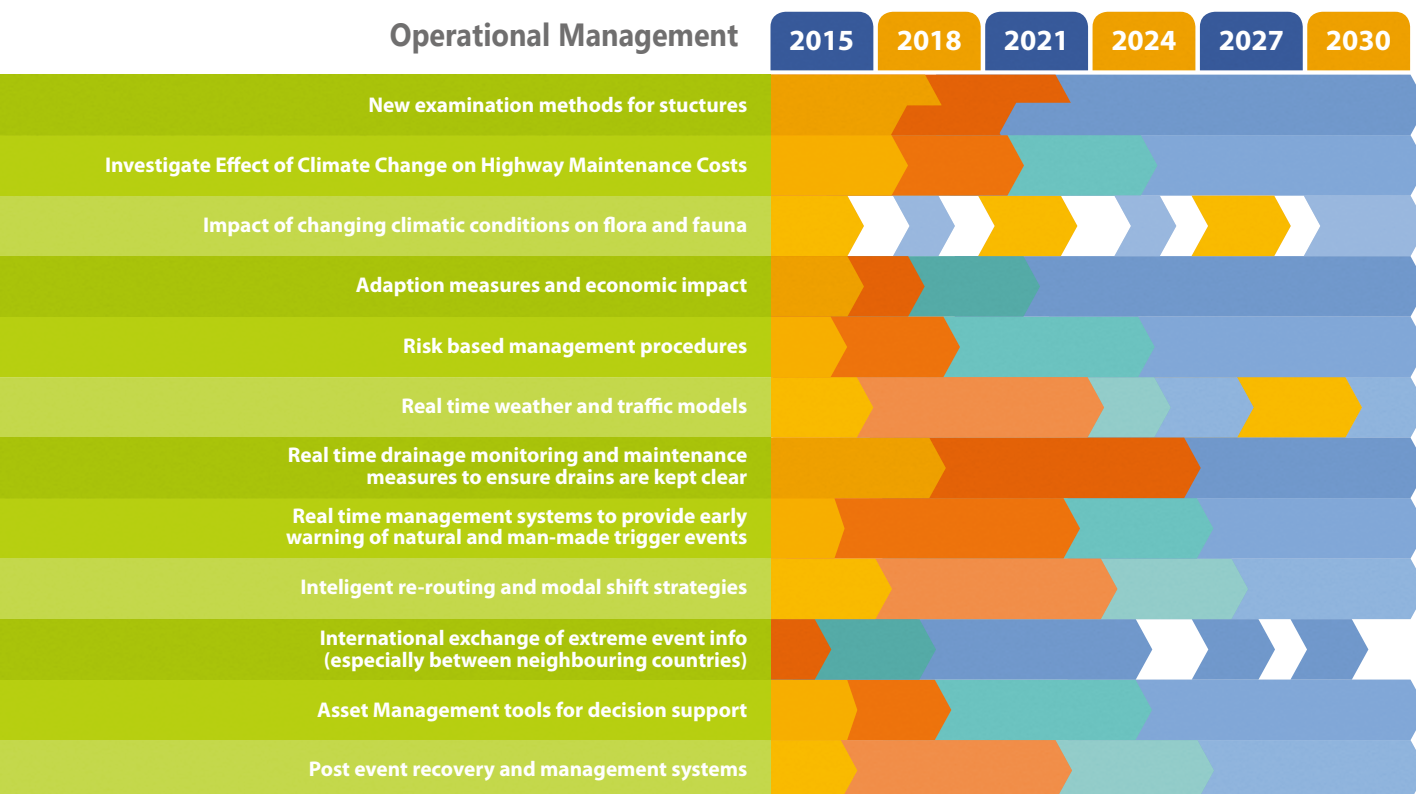 Operational Management
2015 2018 2021 2024 2027 2030
New examination methods for stuctures
Investigate Effect of Climate Change on Highway Maintenance Costs
Impact of changing climatic conditions on flora and fauna
Adaption measures and economic impact
Risk based management procedures
Real time weather and traffic models
Real time drainage monitoring and maintenance
measures to ensure drains are kept clear
Real time management systems to provide early
warning of natural and man-made trigger events
Inteligent re-routing and modal shift strategies
International exchange of extreme event info
(especially between neighbouring countries)
Asset Management tools for decision support
Post event recovery and management systems